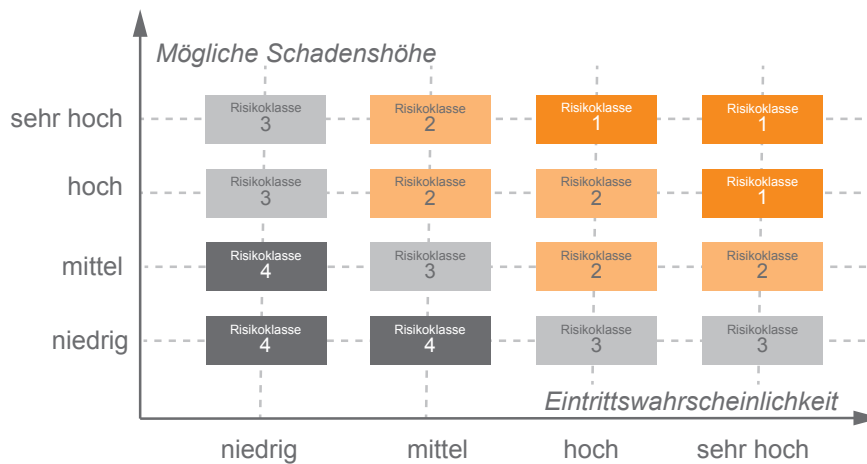 Mögliche Schadenshöhe
sehr hoch
Risikoklasse
3
Risikoklasse
2
Risikoklasse
1
Risikoklasse
1
hoch
Risikoklasse
3
Risikoklasse
2
Risikoklasse
2
Risikoklasse
1
mittel
Risikoklasse
4
Risikoklasse
3
Risikoklasse
2
Risikoklasse
2
niedrig
Risikoklasse
4
Risikoklasse
4
Risikoklasse
3
Risikoklasse
3
Eintrittswahrscheinlichkeit
niedrig
mittel
hoch
sehr hoch